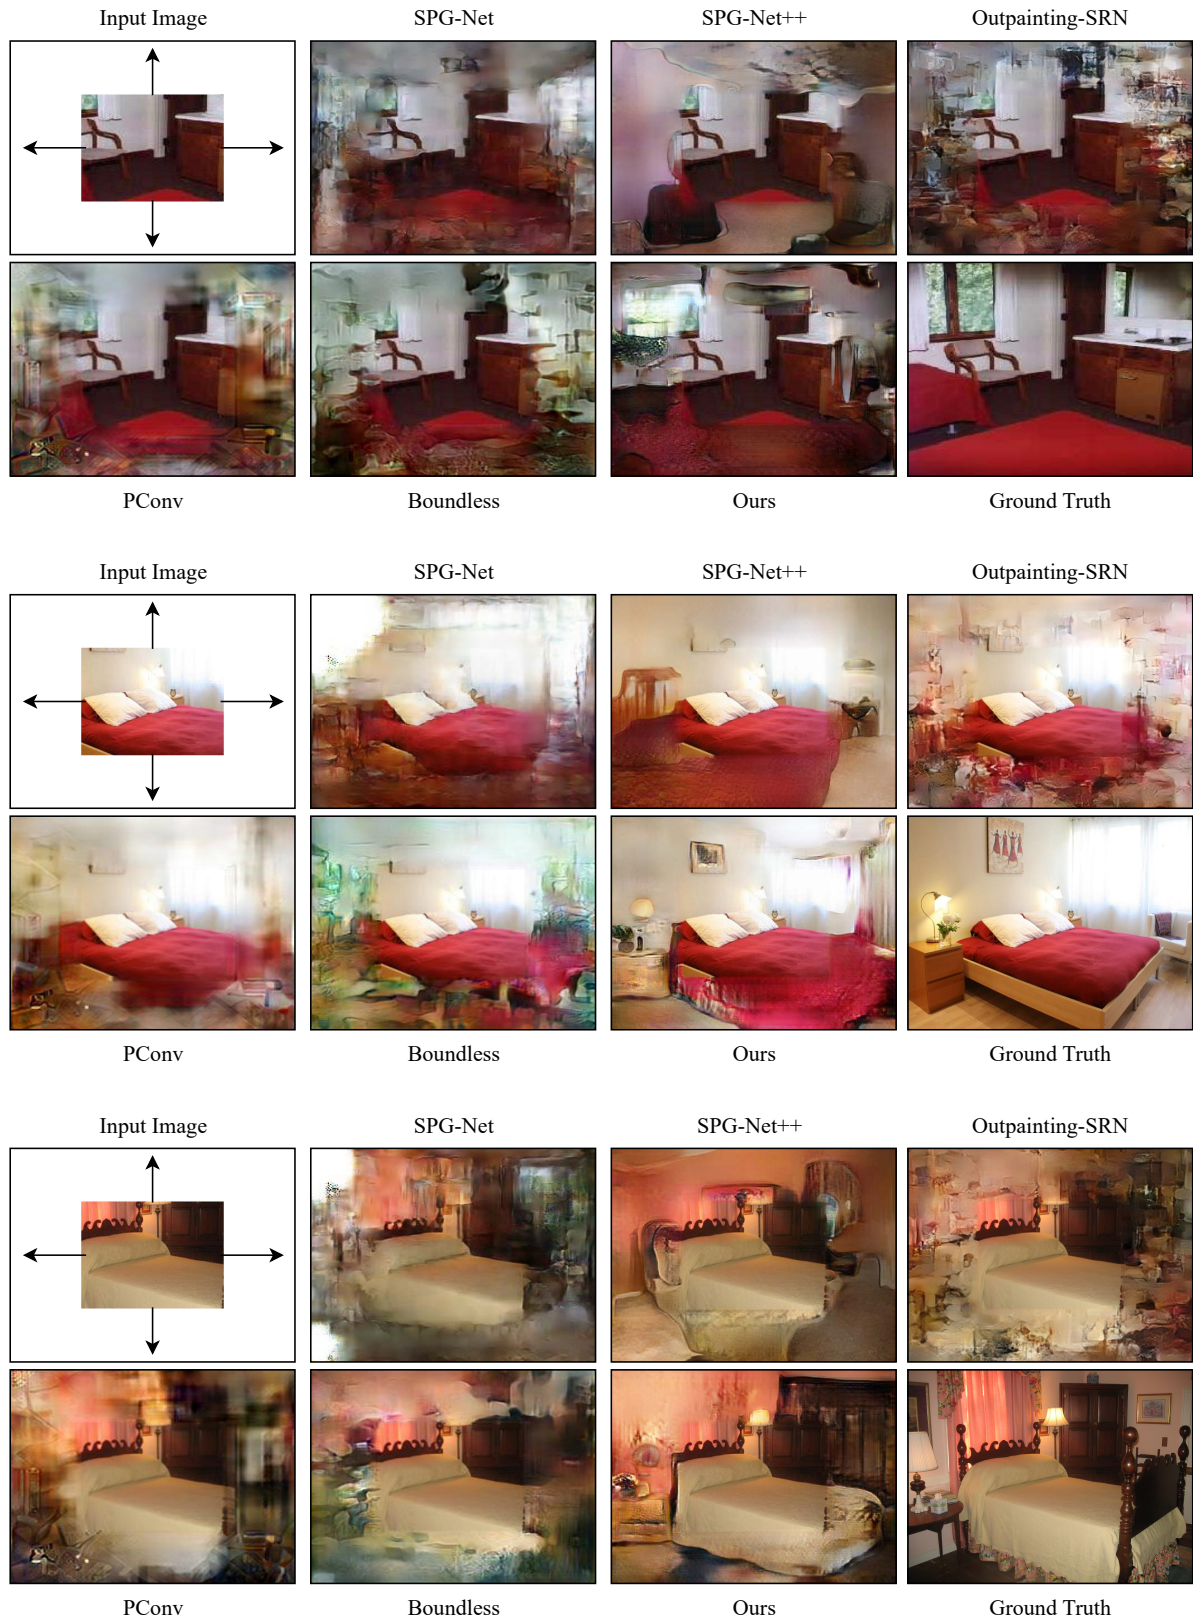 Input Image SPG-Net SPG-Net++ Outpainting-SRN
PConv Boundless Ours Ground Truth
Input Image SPG-Net SPG-Net++ Outpainting-SRN
PConv Boundless Ours Ground Truth
Input Image SPG-Net SPG-Net++ Outpainting-SRN
PConv Boundless Ours Ground Truth